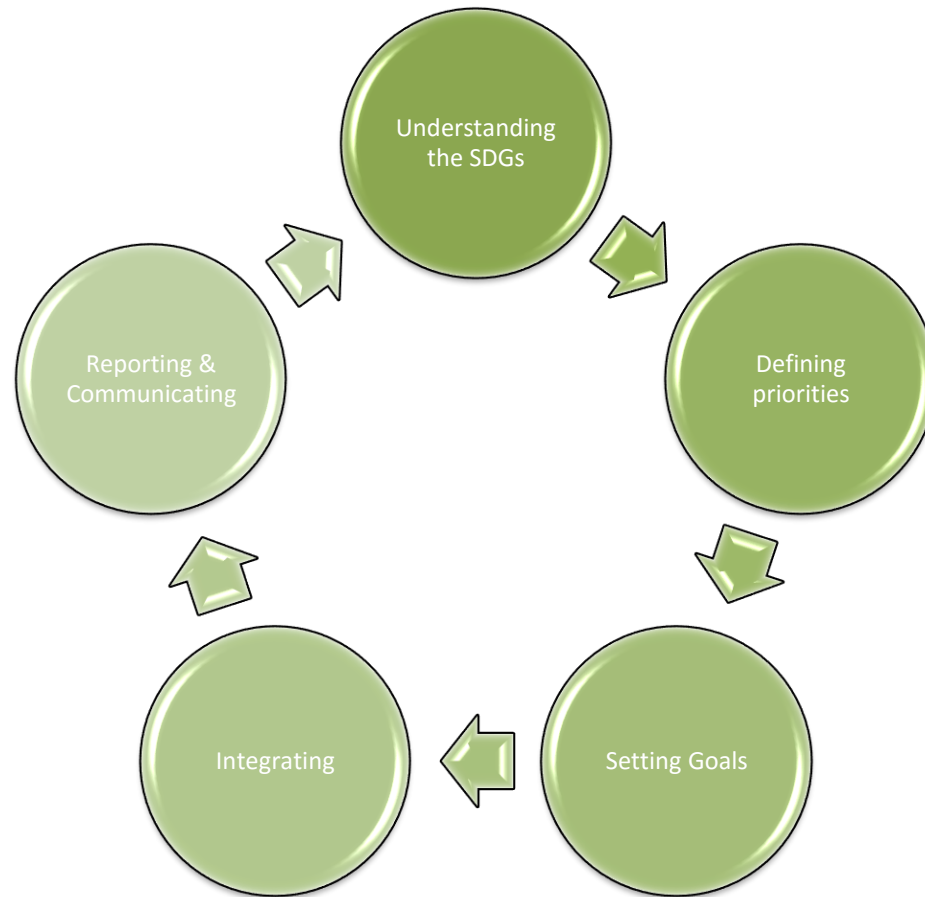 Understanding
the SDGs
Defining
priorities
Setting Goals
Integrating
Reporting &
Communicating